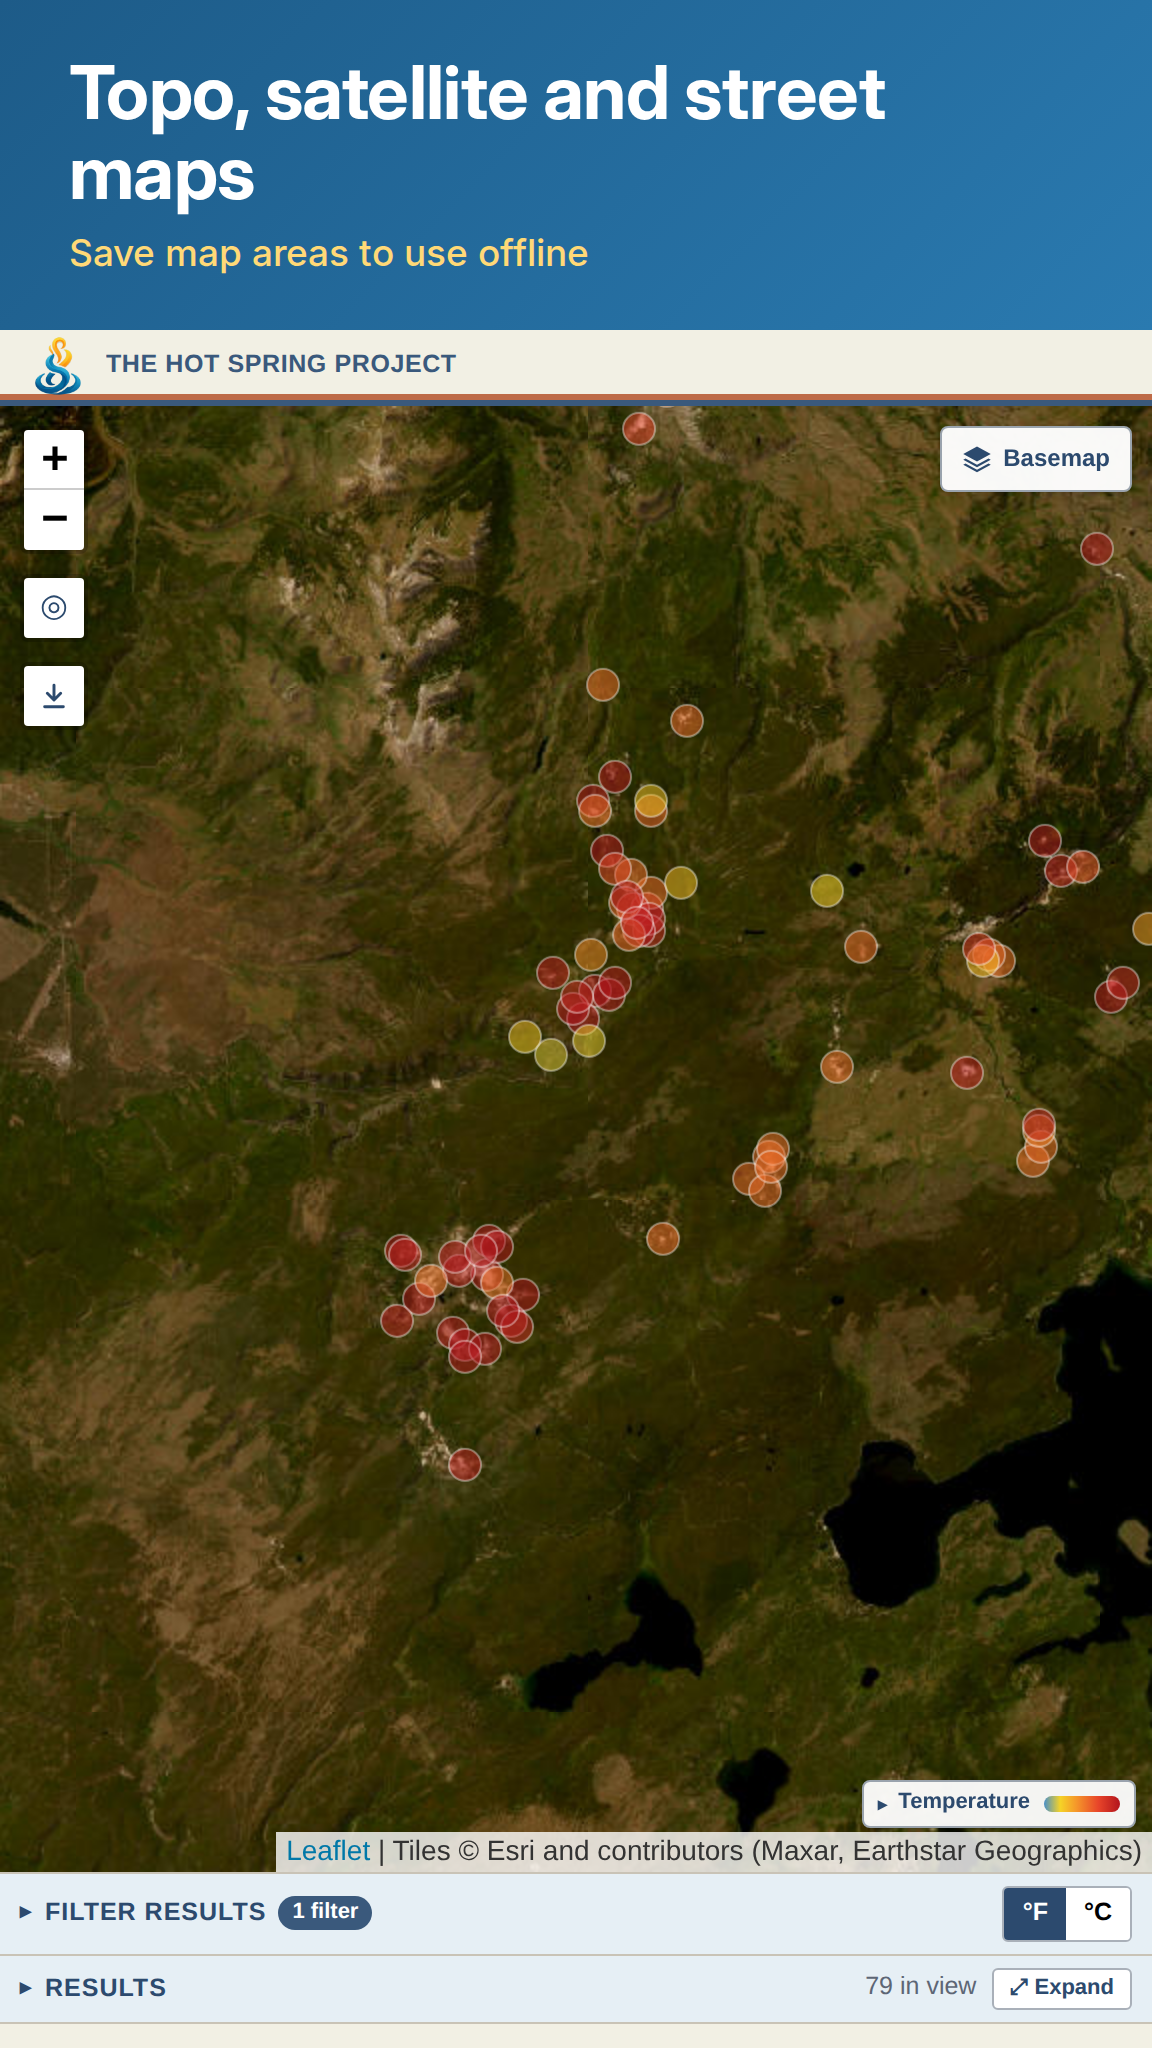 Topo, satellite and street
maps
Save map areas to use offline
THE HOT SPRING PROJECT
+
Basemap
−
▸ Temperature
Leaflet | Tiles © Esri and contributors (Maxar, Earthstar Geographics)
▸ FILTER RESULTS 1 filter °F °C
▸ RESULTS 79 in view Expand